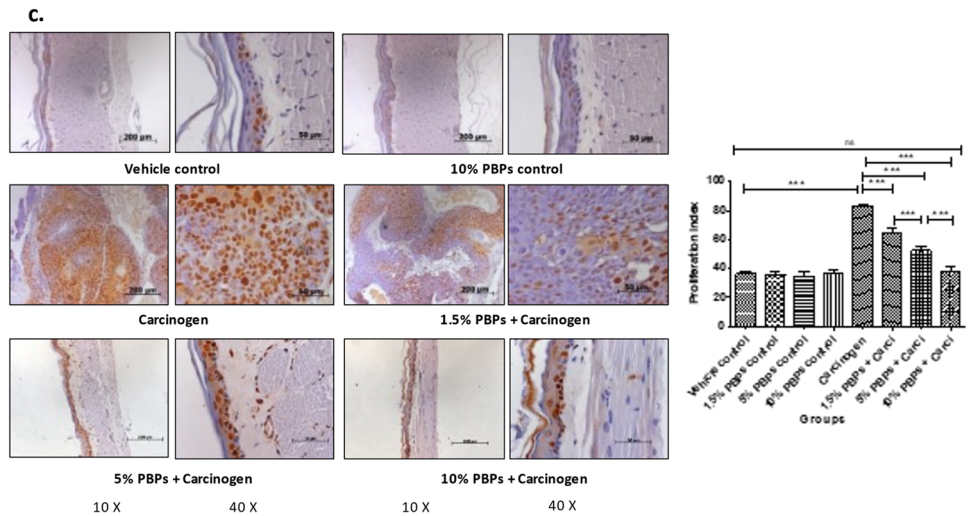 c.
200 µm
50 µm
50 µm
Vehicle control
10% PBPs control
200 µm
50 µm
200 µm
50 µm
Carcinogen
1.5% PBPs + Carcinogen
5% PBPs + Carcinogen
10% PBPs + Carcinogen
10 X
40 X
10 X
40 X
ns
***
***
***
***
***
***
100
80
60
40
20
0
Proliferation Index
Vehicle control
1.5% PBPs control
5% PBPs control
10% PBPs control
Carcinogen
1.5% PBPs + Carci
5% PBPs + Carci
10% PBPs + Carci
Groups